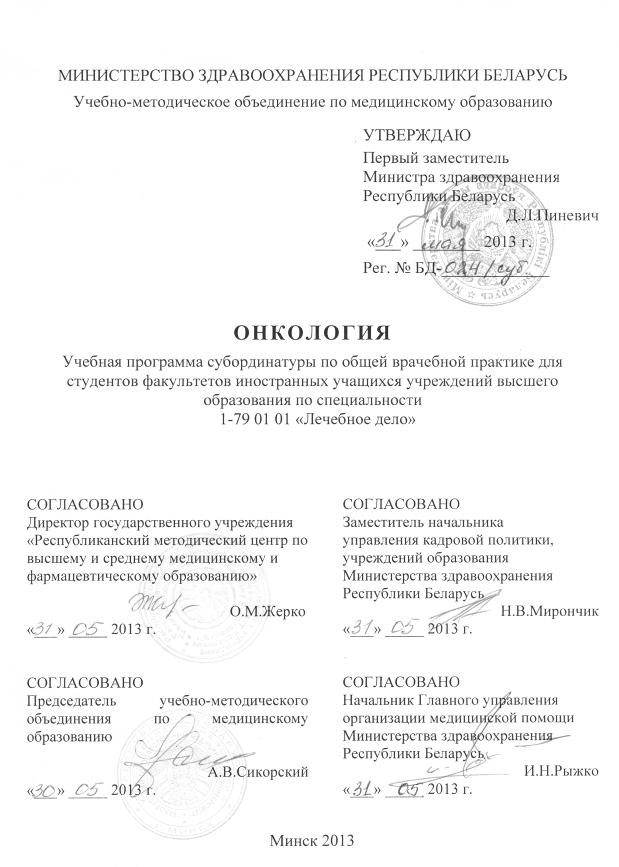 МИНИСТЕРСТВО ЗДРАВООХРАНЕНИЯ РЕСПУБЛИКИ БЕЛАРУСЬ
Учебно-методическое объединение по медицинскому образованию
УТВЕРЖДАЮ
Первый заместитель
Министра здравоохранения
Республики Беларусь
Д.Л.Пиневич
«31» мая 2013 г.
Рег. № БД-024/суб.
ОНКОЛОГИЯ
Учебная программа субординатуры по общей врачебной практике для
студентов факультетов иностранных учащихся учреждений высшего
образования по специальности
1-79 01 01 «Лечебное дело»
СОГЛАСОВАНО
Директор государственного учреждения
«Республиканский методический центр по
высшему и среднему медицинскому и
фармацевтическому образованию»
О.М.Жерко
«31» 05 2013 г.
СОГЛАСОВАНО
Заместитель начальника
управления кадровой политики,
учреждений образования
Министерства здравоохранения
Республики Беларусь
Н.В.Мирончик
«31» 05 2013 г.
СОГЛАСОВАНО
Председатель учебно-методического
объединения по медицинскому
образованию
А.В.Сикорский
«30» 05 2013 г.
СОГЛАСОВАНО
Начальник Главного управления
организации медицинской помощи
Министерства здравоохранения
Республики Беларусь
И.Н.Рыжко
«31» 05 2013 г.
Минск 2013